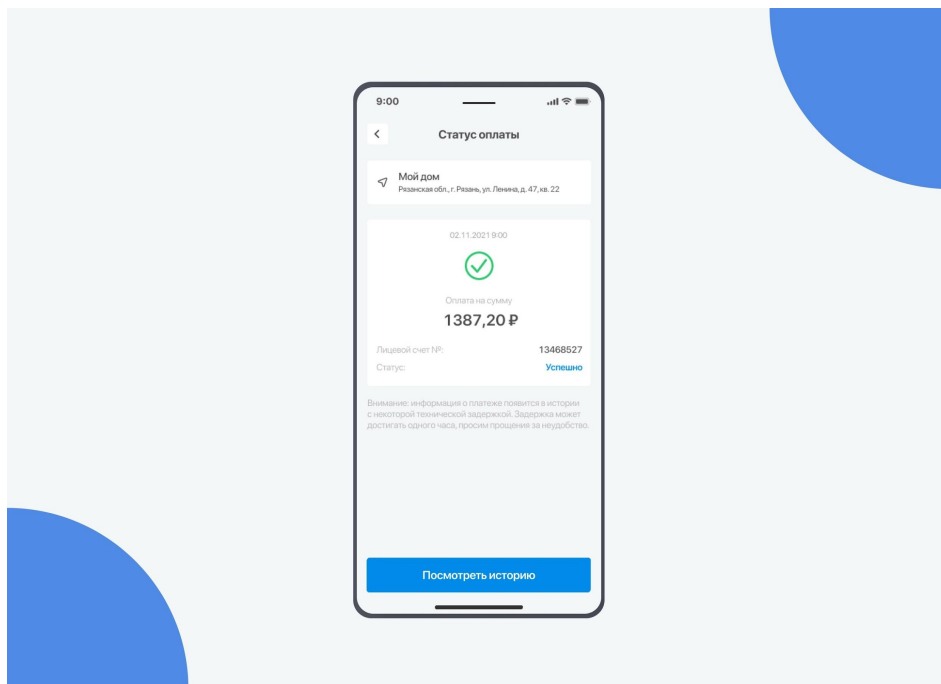 9:00
Статус оплаты
Мой дом
Рязанская обл., г. Рязань, ул. Ленина, д. 47, кв. 22
02.11.2021 9:00
Оплата на сумму
1387,20 ₽
Лицевой счет №: 13468527
Статус: Успешно
Внимание: информация о платеже появится в истории
с некоторой технической задержкой. Задержка может
достигать одного часа, просим прощения за неудобство.
Посмотреть историю